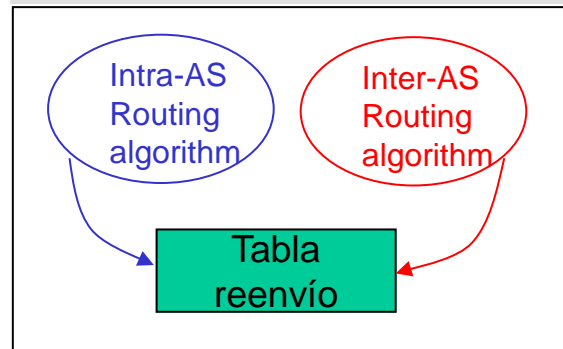 Intra-AS
Routing
algorithm
Inter-AS
Routing
algorithm
Tabla
reenvío